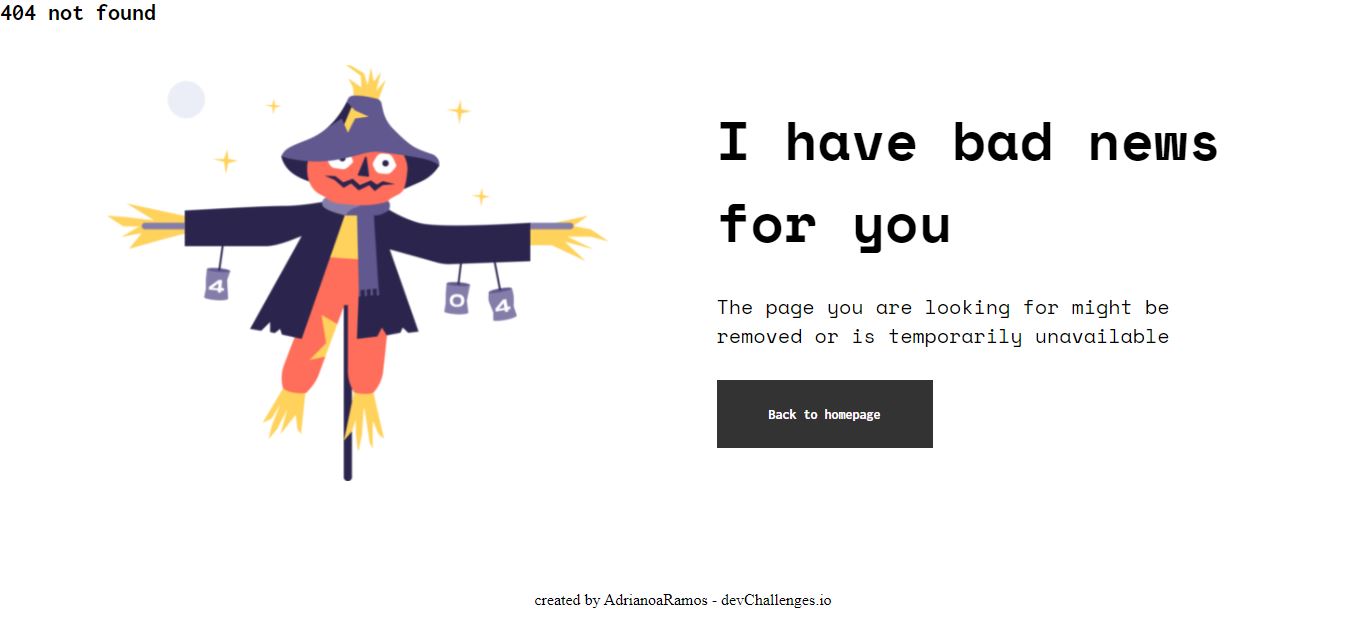 404 not found
4
0
4
I have bad news
for you
The page you are looking for might be
removed or is temporarily unavailable
Back to homepage
created by AdrianoaRamos - devChallenges.io